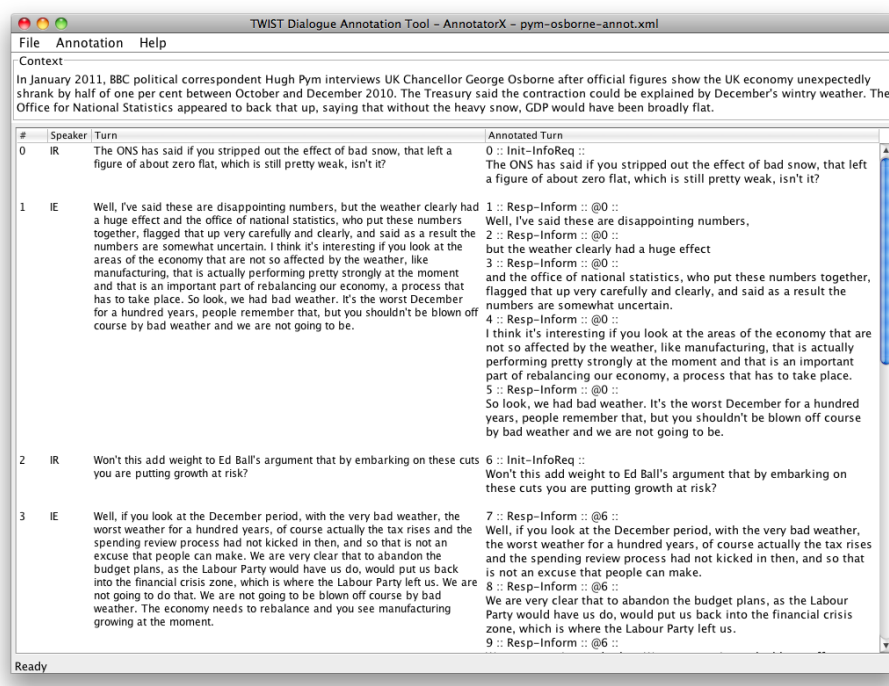 TWIST Dialogue Annotation Tool - AnnotatorX - pym-osborne-annot.xml
File Annotation Help
Context
In January 2011, BBC political correspondent Hugh Pym interviews UK Chancellor George Osborne after official figures show the UK economy unexpectedly
shrank by half of one per cent between October and December 2010. The Treasury said the contraction could be explained by December's wintry weather. The
Office for National Statistics appeared to back that up, saying that without the heavy snow, GDP would have been broadly flat.
# Speaker Turn Annotated Turn
0 IR The ONS has said if you stripped out the effect of bad snow, that left a
figure of about zero flat, which is still pretty weak, isn't it?
0 :: Init-InfoReq ::
The ONS has said if you stripped out the effect of bad snow, that left
a figure of about zero flat, which is still pretty weak, isn't it?
1 IE Well, I've said these are disappointing numbers, but the weather clearly had
a huge effect and the office of national statistics, who put these numbers
together, flagged that up very carefully and clearly, and said as a result the
numbers are somewhat uncertain. I think it's interesting if you look at the
areas of the economy that are not so affected by the weather, like
manufacturing, that is actually performing pretty strongly at the moment
and that is an important part of rebalancing our economy, a process that
has to take place. So look, we had bad weather. It's the worst December
for a hundred years, people remember that, but you shouldn't be blown off
course by bad weather and we are not going to be.
1 :: Resp-Inform :: @0 ::
Well, I've said these are disappointing numbers,
2 :: Resp-Inform :: @0 ::
but the weather clearly had a huge effect
3 :: Resp-Inform :: @0 ::
and the office of national statistics, who put these numbers together,
flagged that up very carefully and clearly, and said as a result the
numbers are somewhat uncertain.
4 :: Resp-Inform :: @0 ::
I think it's interesting if you look at the areas of the economy that are
not so affected by the weather, like manufacturing, that is actually
performing pretty strongly at the moment and that is an important
part of rebalancing our economy, a process that has to take place.
5 :: Resp-Inform :: @0 ::
So look, we had bad weather. It's the worst December for a hundred
years, people remember that, but you shouldn't be blown off course
by bad weather and we are not going to be.
2 IR Won't this add weight to Ed Ball's argument that by embarking on these cuts
you are putting growth at risk?
6 :: Init-InfoReq ::
Won't this add weight to Ed Ball's argument that by embarking on
these cuts you are putting growth at risk?
3 IE Well, if you look at the December period, with the very bad weather, the
worst weather for a hundred years, of course actually the tax rises and the
spending review process had not kicked in then, and so that is not an
excuse that people can make. We are very clear that to abandon the
budget plans, as the Labour Party would have us do, would put us back
into the financial crisis zone, which is where the Labour Party left us. We are
not going to do that. We are not going to be blown off course by bad
weather. The economy needs to rebalance and you see manufacturing
growing at the moment.
7 :: Resp-Inform :: @6 ::
Well, if you look at the December period, with the very bad weather,
the worst weather for a hundred years, of course actually the tax rises
and the spending review process had not kicked in then, and so that
is not an excuse that people can make.
8 :: Resp-Inform :: @6 ::
We are very clear that to abandon the budget plans, as the Labour
Party would have us do, would put us back into the financial crisis
zone, which is where the Labour Party left us.
9 :: Resp-Inform :: @6 ::
Ready